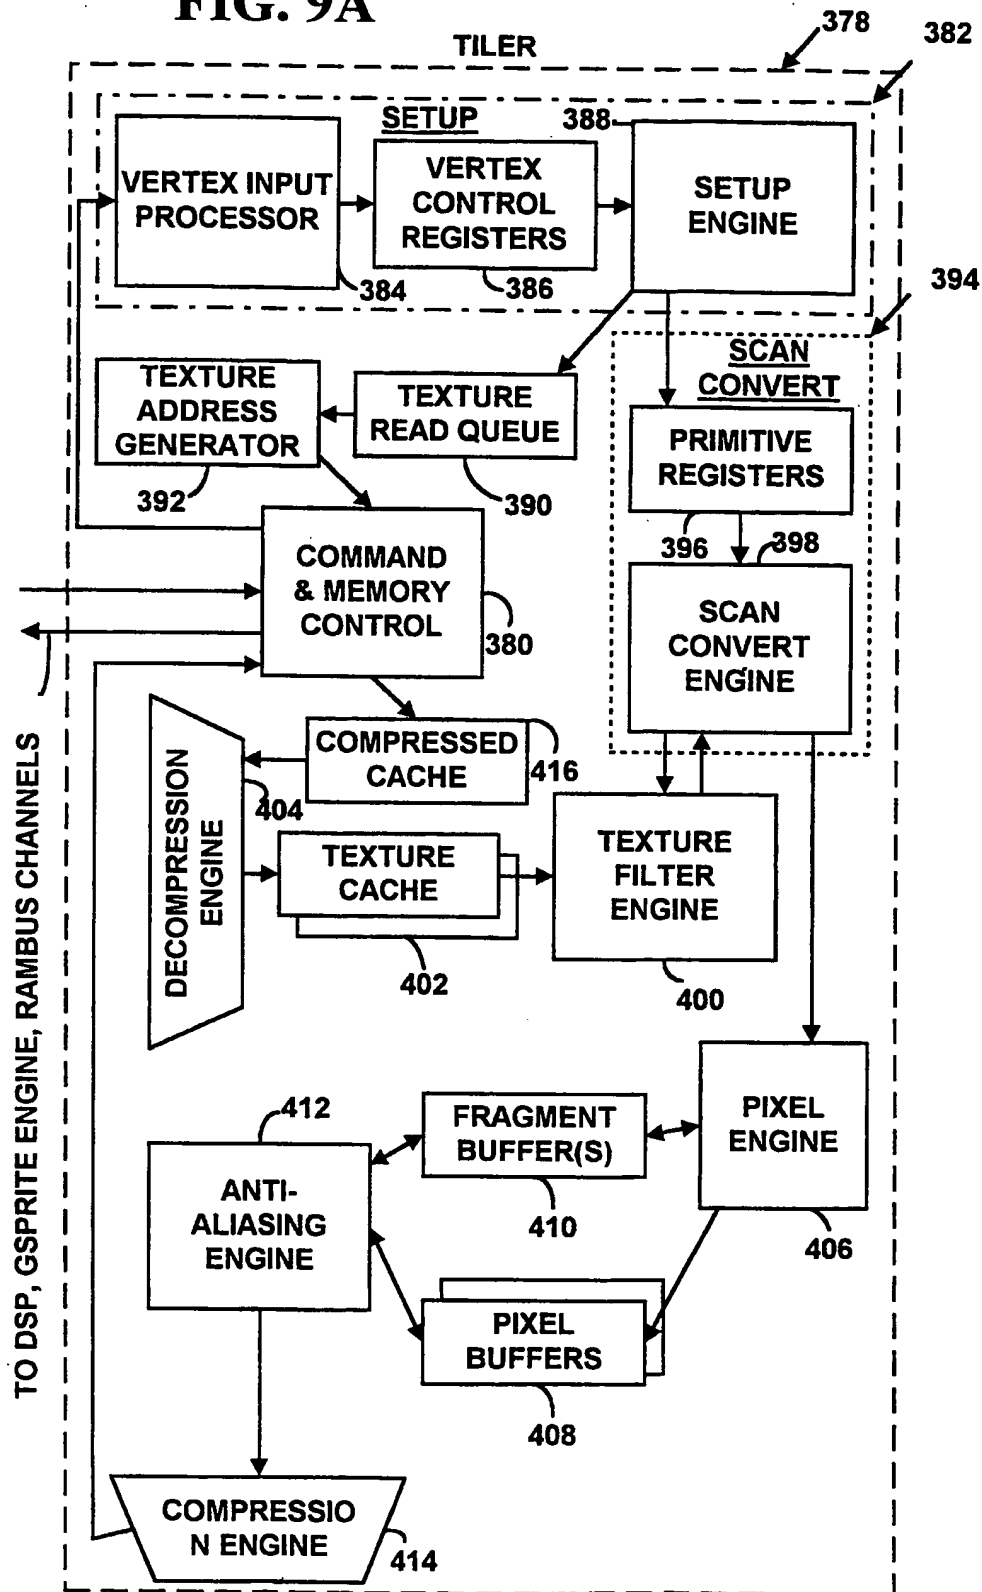 FIG. 9A
TILER
378
382
SETUP
388
VERTEX INPUT
PROCESSOR
384
VERTEX
CONTROL
REGISTERS
386
SETUP
ENGINE
394
SCAN
CONVERT
TEXTURE
ADDRESS
GENERATOR
392
TEXTURE
READ QUEUE
390
PRIMITIVE
REGISTERS
396
398
COMMAND
& MEMORY
CONTROL
380
SCAN
CONVERT
ENGINE
COMPRESSED
CACHE
416
DECOMPRESSION
ENGINE
404
TEXTURE
CACHE
402
TEXTURE
FILTER
ENGINE
400
TO DSP, GSPRITE ENGINE, RAMBUS CHANNELS
412
ANTI-
ALIASING
ENGINE
FRAGMENT
BUFFER(S)
410
PIXEL
ENGINE
406
PIXEL
BUFFERS
408
COMPRESSIO
N ENGINE
414